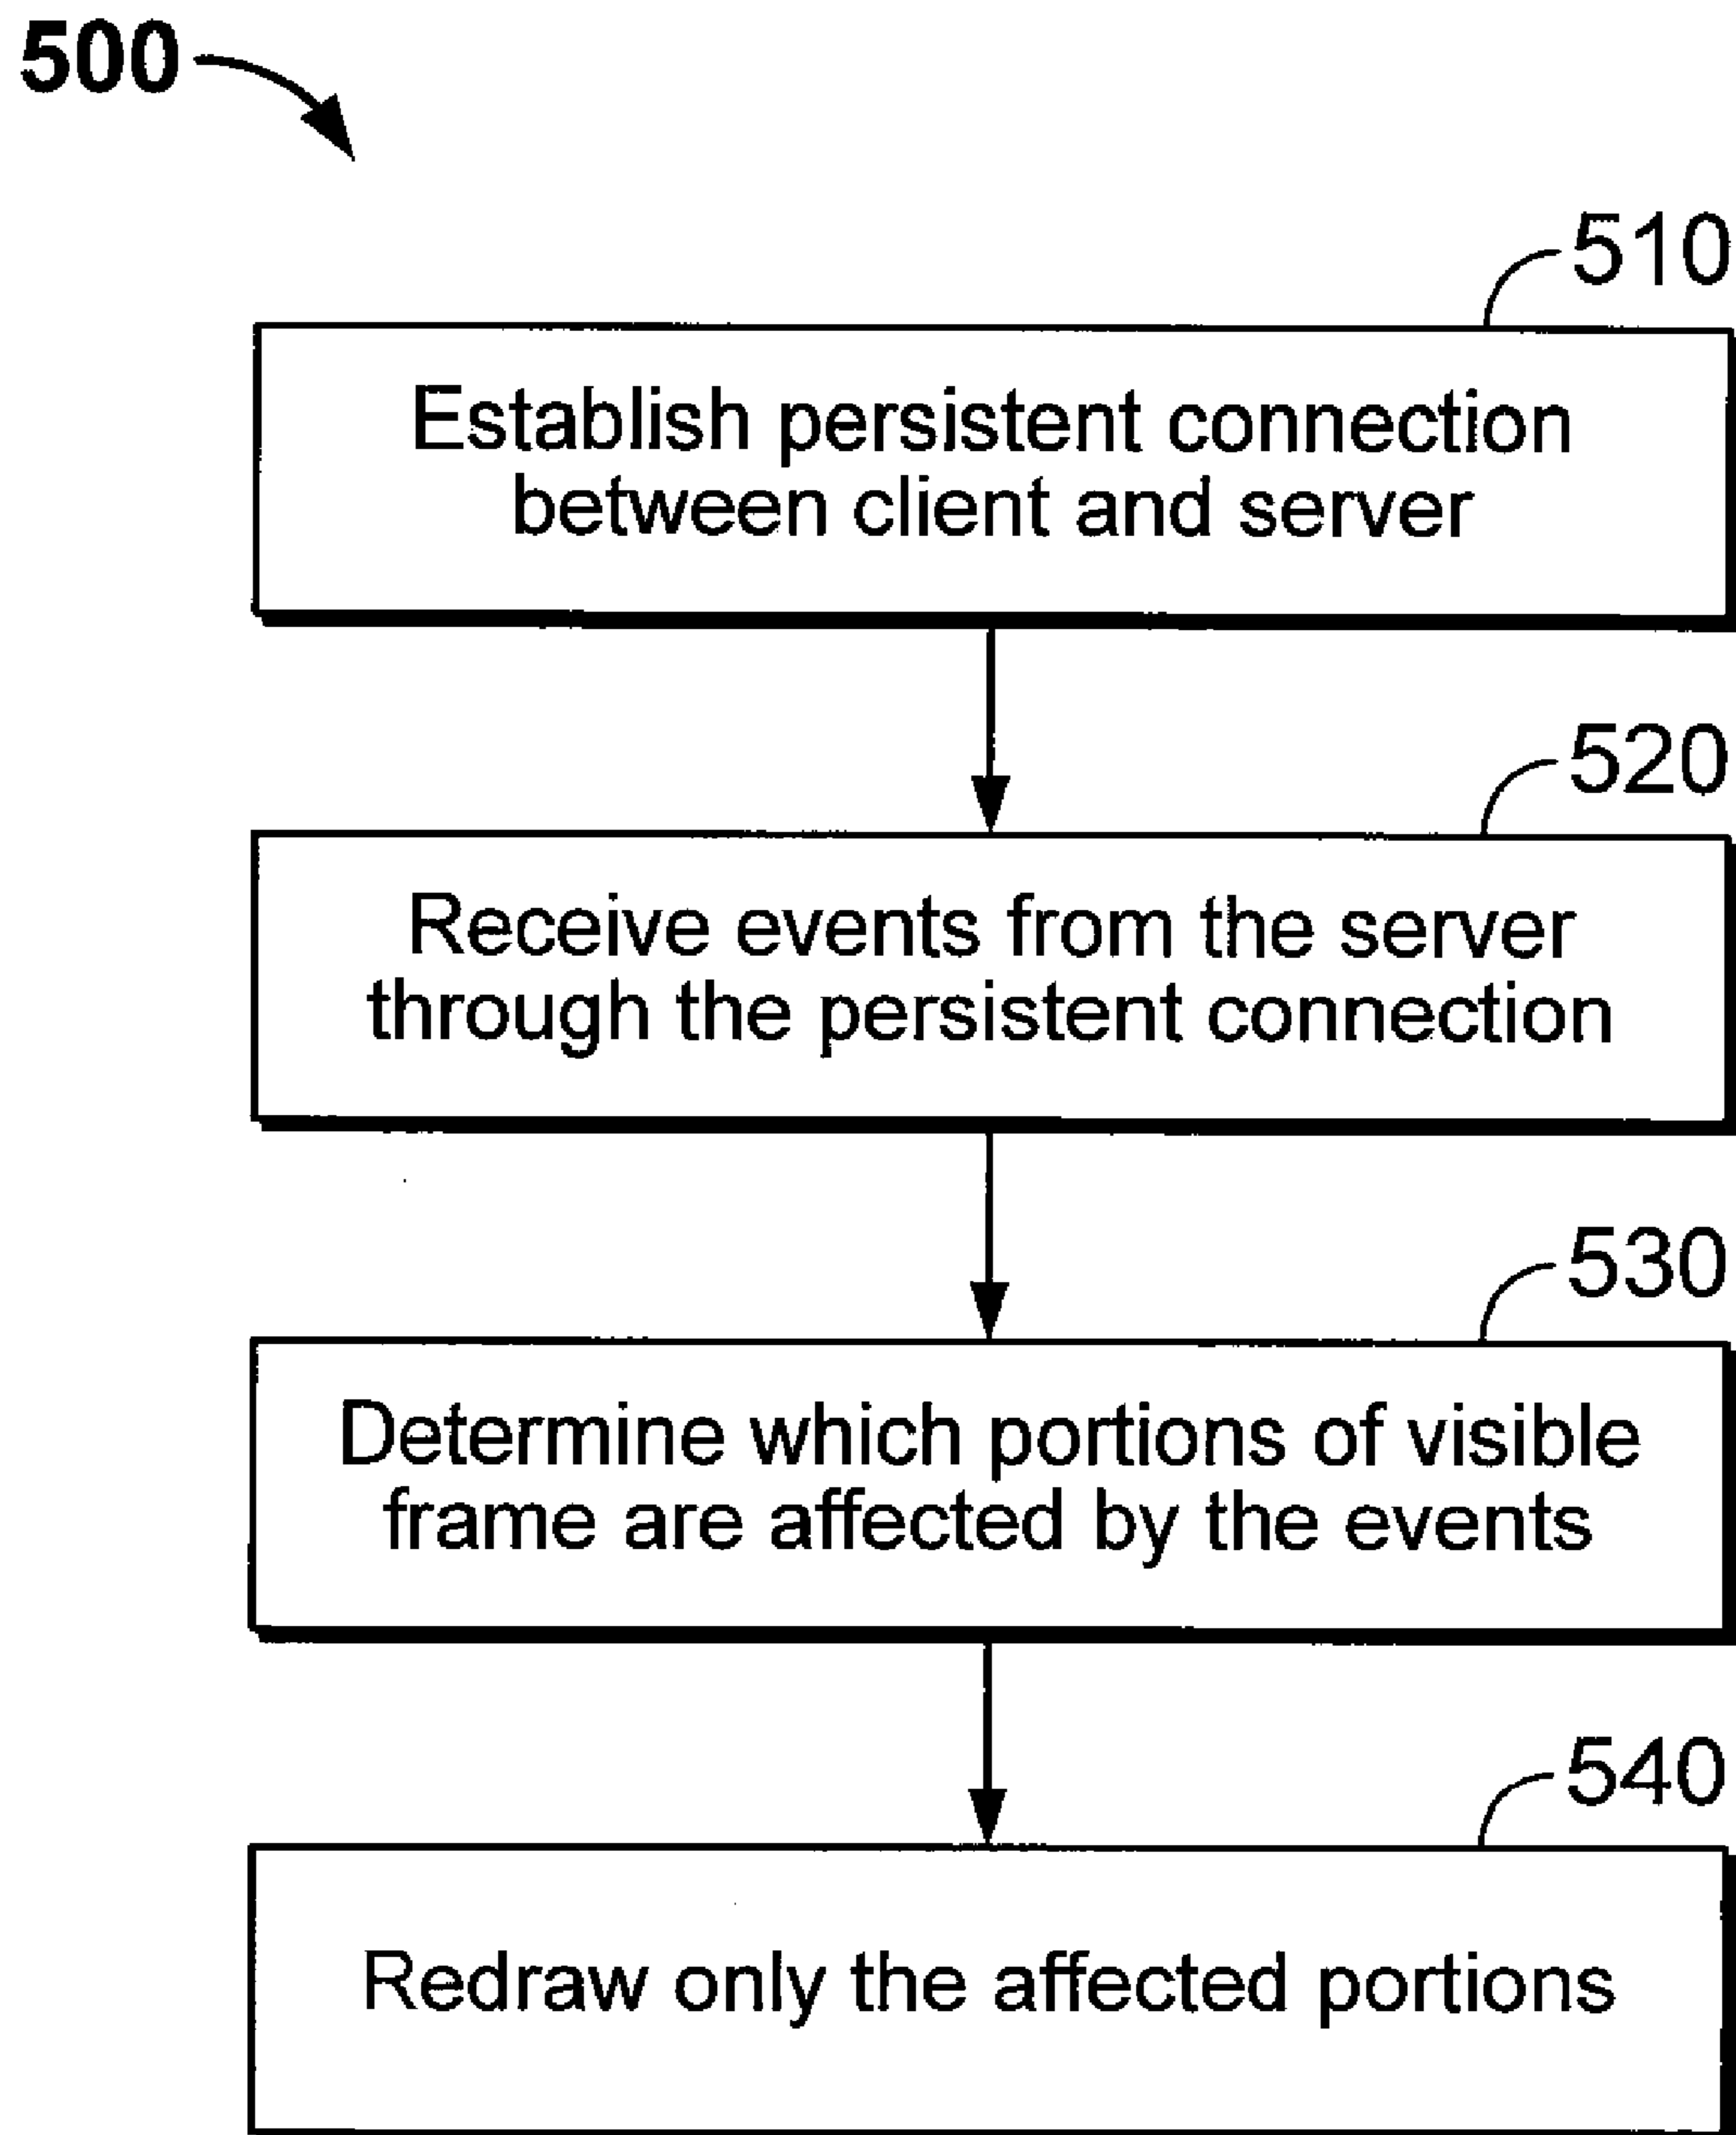 500
510
Establish persistent connection
between client and server
520
Receive events from the server
through the persistent connection
530
Determine which portions of visible
frame are affected by the events
540
Redraw only the affected portions